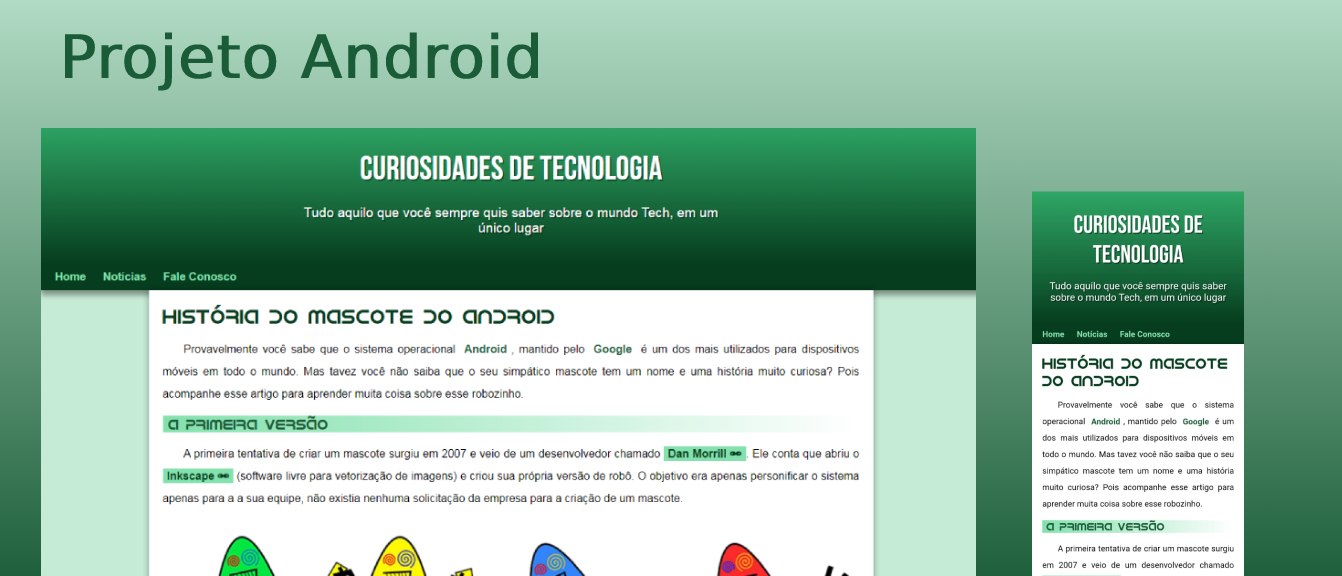 Projeto Android
CURIOSIDADES DE TECNOLOGIA
Tudo aquilo que você sempre quis saber sobre o mundo Tech, em um
único lugar
Home Notícias Fale Conosco
HISTÓRIA DO MASCOTE DO ANDROID
Provavelmente você sabe que o sistema operacional Android , mantido pelo Google é um dos mais utilizados para dispositivos
móveis em todo o mundo. Mas tavez você não saiba que o seu simpático mascote tem um nome e uma história muito curiosa? Pois
acompanhe esse artigo para aprender muita coisa sobre esse robozinho.
A PRIMEIRA VERSÃO
A primeira tentativa de criar um mascote surgiu em 2007 e veio de um desenvolvedor chamado Dan Morrill . Ele conta que abriu o
Inkscape (software livre para vetorização de imagens) e criou sua própria versão de robô. O objetivo era apenas personificar o sistema
apenas para a a sua equipe, não existia nenhuma solicitação da empresa para a criação de um mascote.
CURIOSIDADES DE
TECNOLOGIA
Tudo aquilo que você sempre quis saber
sobre o mundo Tech, em um único lugar
Home Notícias Fale Conosco
HISTÓRIA DO MASCOTE
DO ANDROID
Provavelmente você sabe que o sistema
operacional Android , mantido pelo Google é um
dos mais utilizados para dispositivos móveis em
todo o mundo. Mas tavez você não saiba que o seu
simpático mascote tem um nome e uma história
muito curiosa? Pois acompanhe esse artigo para
aprender muita coisa sobre esse robozinho.
A PRIMEIRA VERSÃO
A primeira tentativa de criar um mascote surgiu
em 2007 e veio de um desenvolvedor chamado